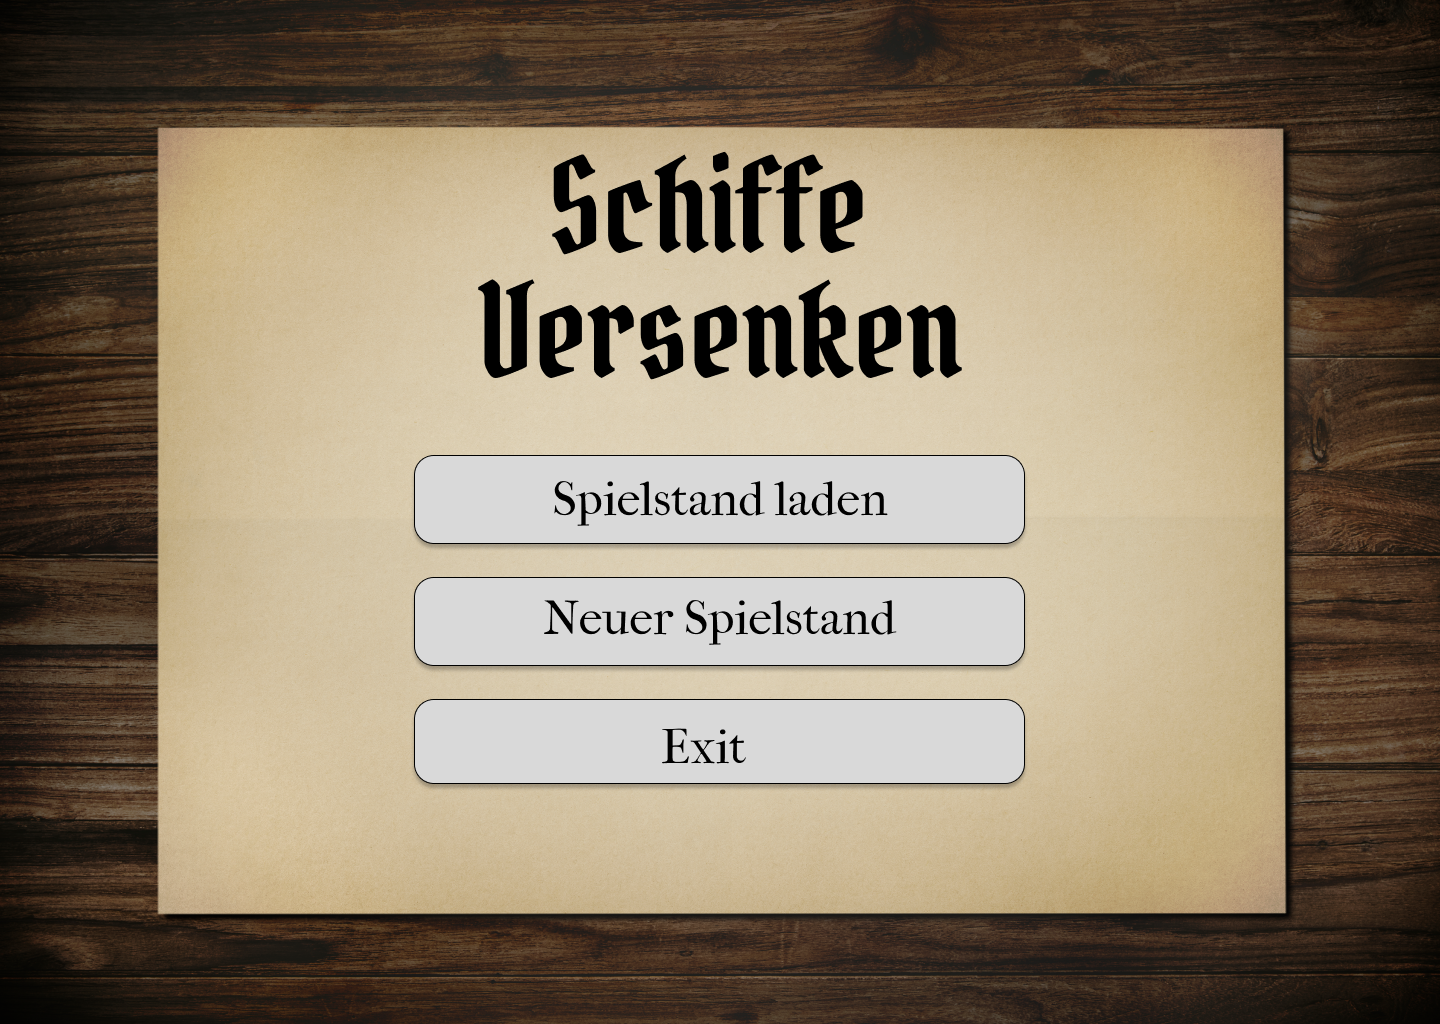 Schiffe
Versenken
Spielstand laden
Neuer Spielstand
Exit